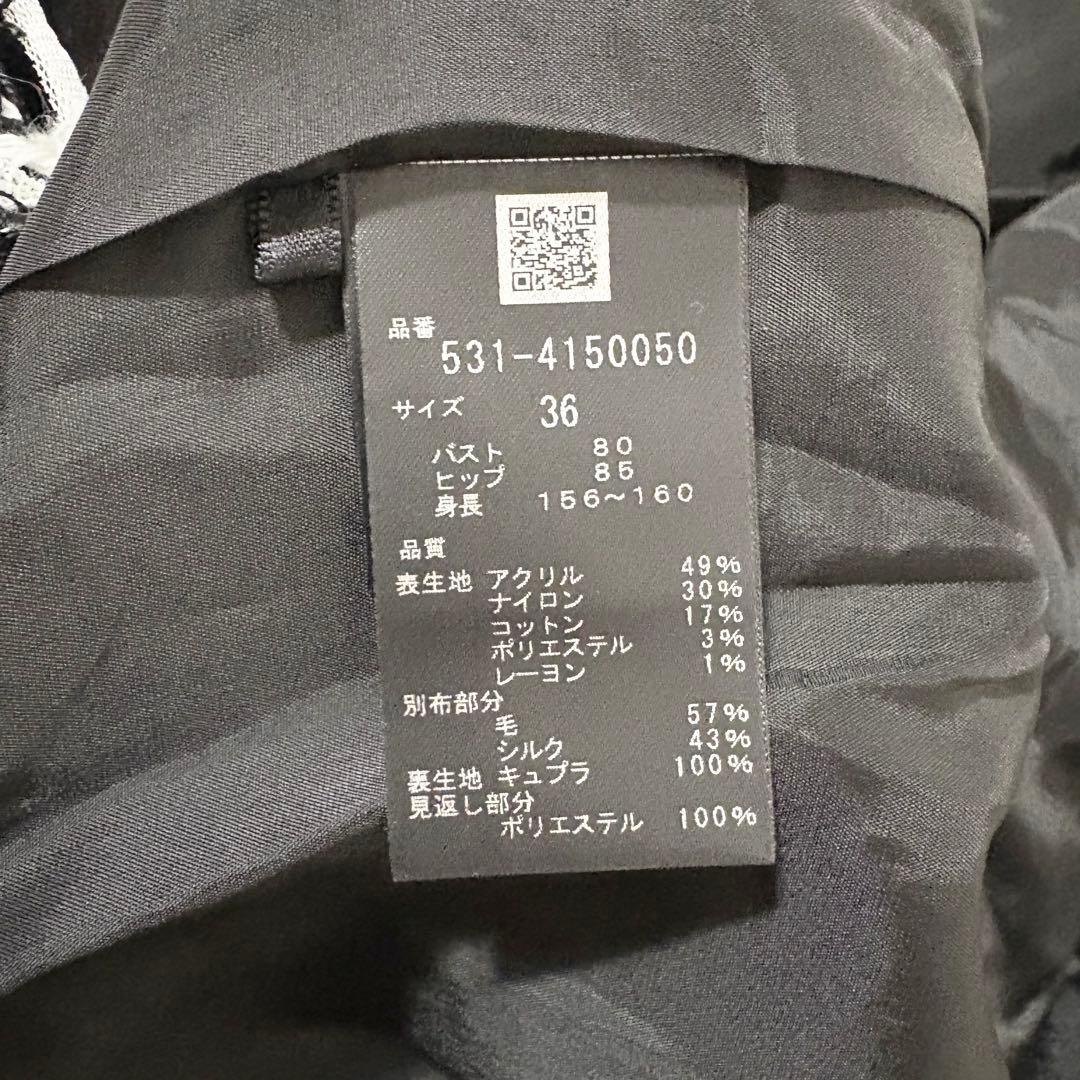 品番
531-4150050
サイズ 36
バスト 80
ヒップ 85
身長 156～160
品質
表生地 アクリル 49%
ナイロン 30%
コットン 17%
ポリエステル 3%
レーヨン 1%
別布部分
毛 57%
シルク 43%
裏生地 キュプラ 100%
見返し部分
ポリエステル 100%